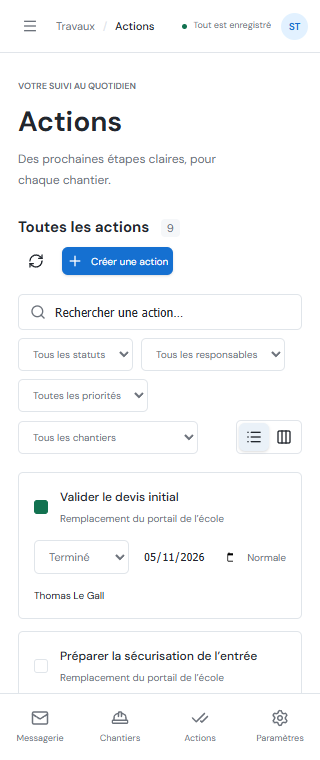 Travaux / Actions
Tout est enregistré
ST
VOTRE SUIVI AU QUOTIDIEN
Actions
Des prochaines étapes claires, pour
chaque chantier.
Toutes les actions 9
Créer une action
Rechercher une action...
Tous les statuts
Tous les responsables
Toutes les priorités
Tous les chantiers
Valider le devis initial
Remplacement du portail de l'école
Terminé
05/11/2026
Normale
Thomas Le Gall
Préparer la sécurisation de l'entrée
Remplacement du portail de l'école
Messagerie
Chantiers
Actions
Paramètres